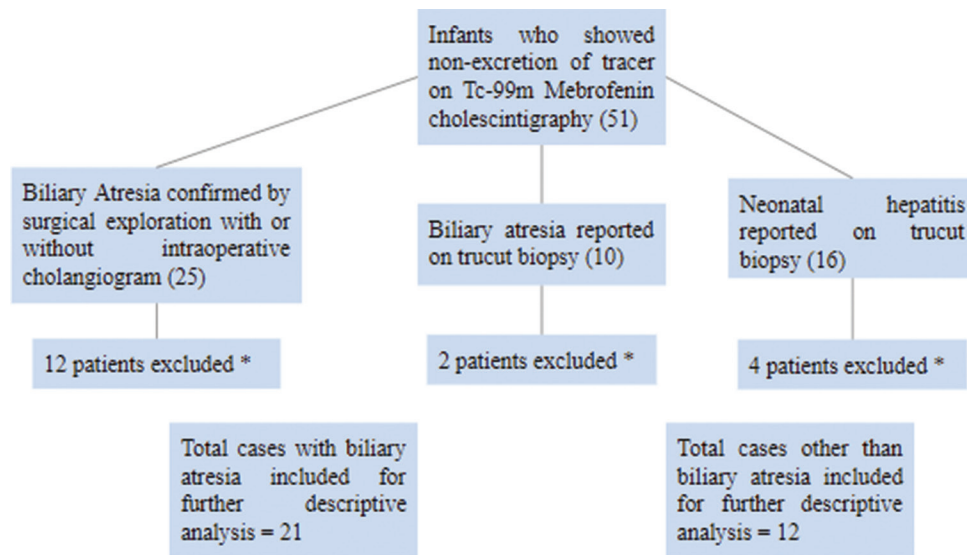 Infants who showed
non-excretion of tracer
on Tc-99m Mebrofenin
cholescintigraphy (51)
Biliary Atresia confirmed by
surgical exploration with or
without intraoperative
cholangiogram (25)
Biliary atresia reported
on trucut biopsy (10)
Neonatal hepatitis
reported on trucut
biopsy (16)
12 patients excluded *
2 patients excluded *
4 patients excluded *
Total cases with biliary
atresia included for
further descriptive
analysis = 21
Total cases other than
biliary atresia included
for further descriptive
analysis = 12